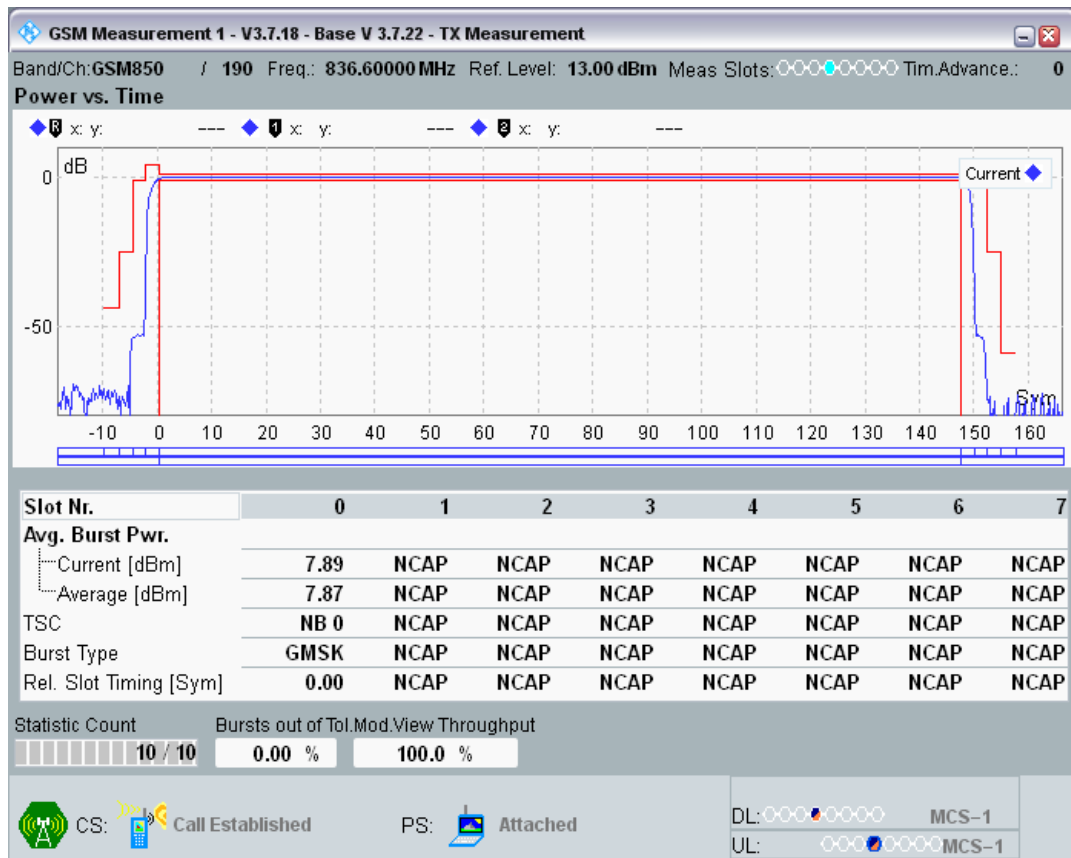 GSM Measurement 1 - V3.7.18 - Base V 3.7.22 - TX Measurement
Band/Ch:GSM850 / 190 Freq.: 836.60000 MHz Ref. Level: 13.00 dBm Meas Slots: Tim.Advance.: 0
Power vs. Time
R x: y: --- 1 x: y: --- 2 x: y: ---
dB
0
Current
-50
Sym
-10 0 10 20 30 40 50 60 70 80 90 100 110 120 130 140 150 160
Slot Nr. 0 1 2 3 4 5 6 7
Avg. Burst Pwr.
Current [dBm] 7.89 NCAP NCAP NCAP NCAP NCAP NCAP NCAP
Average [dBm] 7.87 NCAP NCAP NCAP NCAP NCAP NCAP NCAP
TSC NB 0 NCAP NCAP NCAP NCAP NCAP NCAP NCAP
Burst Type GMSK NCAP NCAP NCAP NCAP NCAP NCAP NCAP
Rel. Slot Timing [Sym] 0.00 NCAP NCAP NCAP NCAP NCAP NCAP NCAP
Statistic Count Bursts out of Tol. Mod.View Throughput
10 / 10 0.00 % 100.0 %
CS: Call Established PS: Attached DL: MCS-1
UL: MCS-1